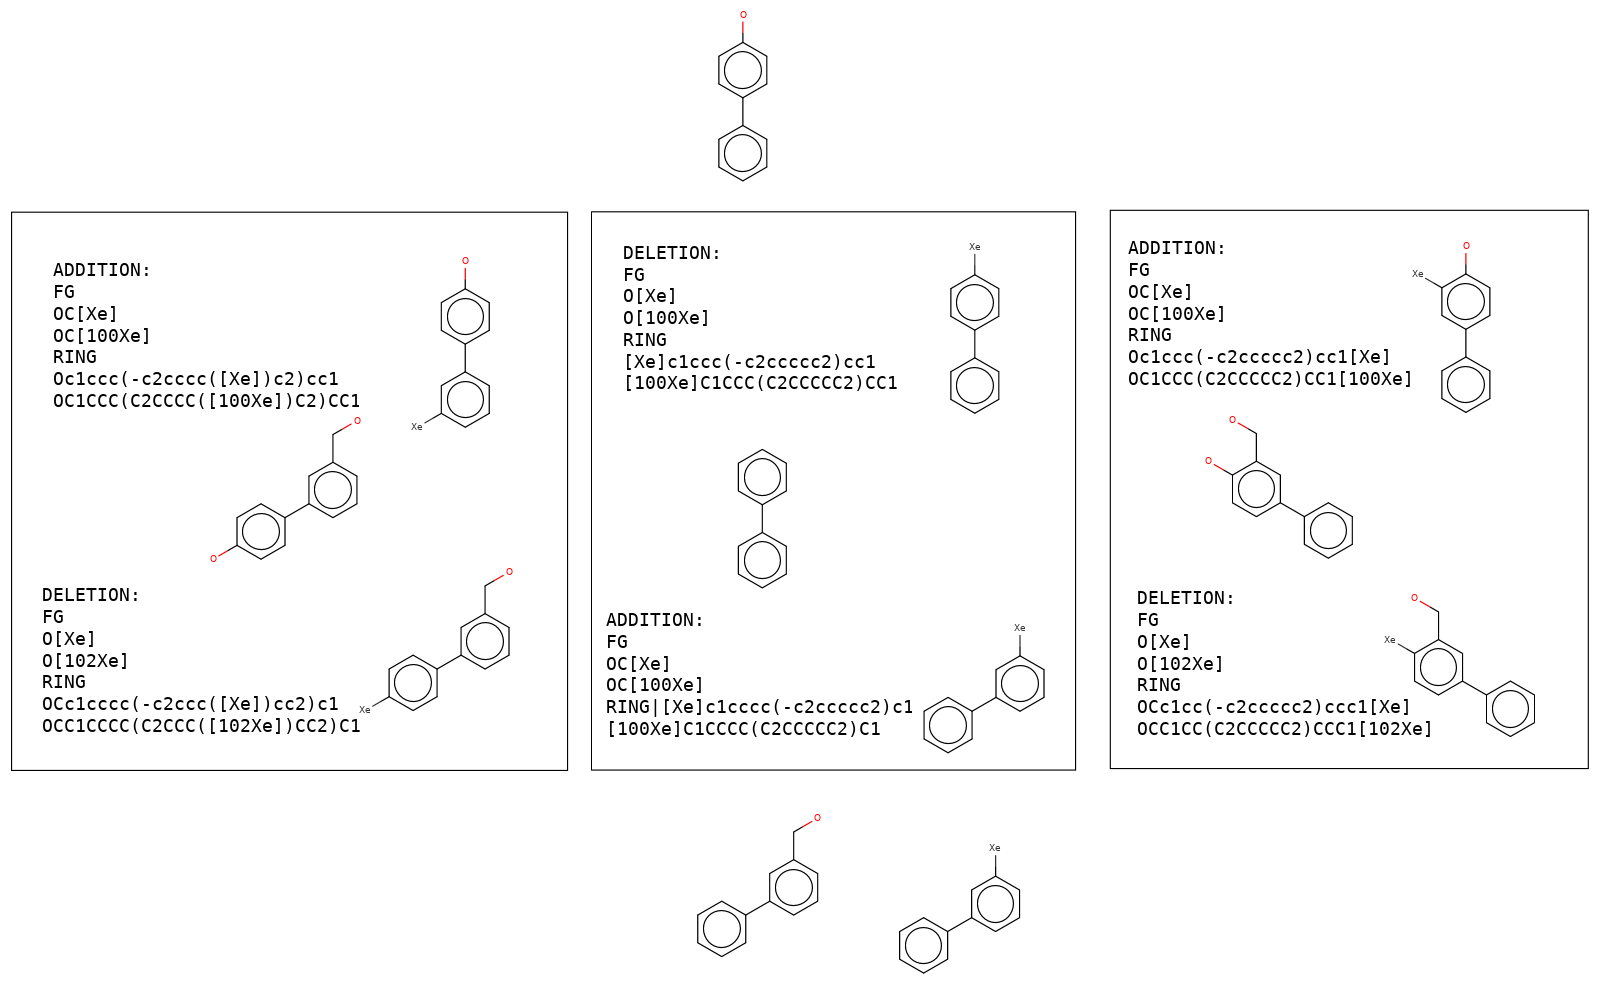 O
ADDITION:
FG
OC[Xe]
OC[100Xe]
RING
Oc1ccc(-c2cccc([Xe])c2)cc1
OC1CCC(C2CCCC([100Xe])C2)CC1
O
Xe
O
O
DELETION:
FG
O[Xe]
O[102Xe]
RING
OCc1cccc(-c2ccc([Xe])cc2)c1
OCC1CCCC(C2CCC([102Xe])CC2)C1
O
Xe
DELETION:
FG
O[Xe]
O[100Xe]
RING
[Xe]c1ccc(-c2ccccc2)cc1
[100Xe]C1CCC(C2CCCCC2)CC1
Xe
ADDITION:
FG
OC[Xe]
OC[100Xe]
RING|[Xe]c1cccc(-c2ccccc2)c1
[100Xe]C1CCCC(C2CCCCC2)C1
Xe
ADDITION:
FG
OC[Xe]
OC[100Xe]
RING
Oc1ccc(-c2ccccc2)cc1[Xe]
OC1CCC(C2CCCCC2)CC1[100Xe]
O
Xe
O
O
DELETION:
FG
O[Xe]
O[102Xe]
RING
OCc1cc(-c2ccccc2)ccc1[Xe]
OCC1CC(C2CCCCC2)CCC1[102Xe]
O
Xe
O
Xe